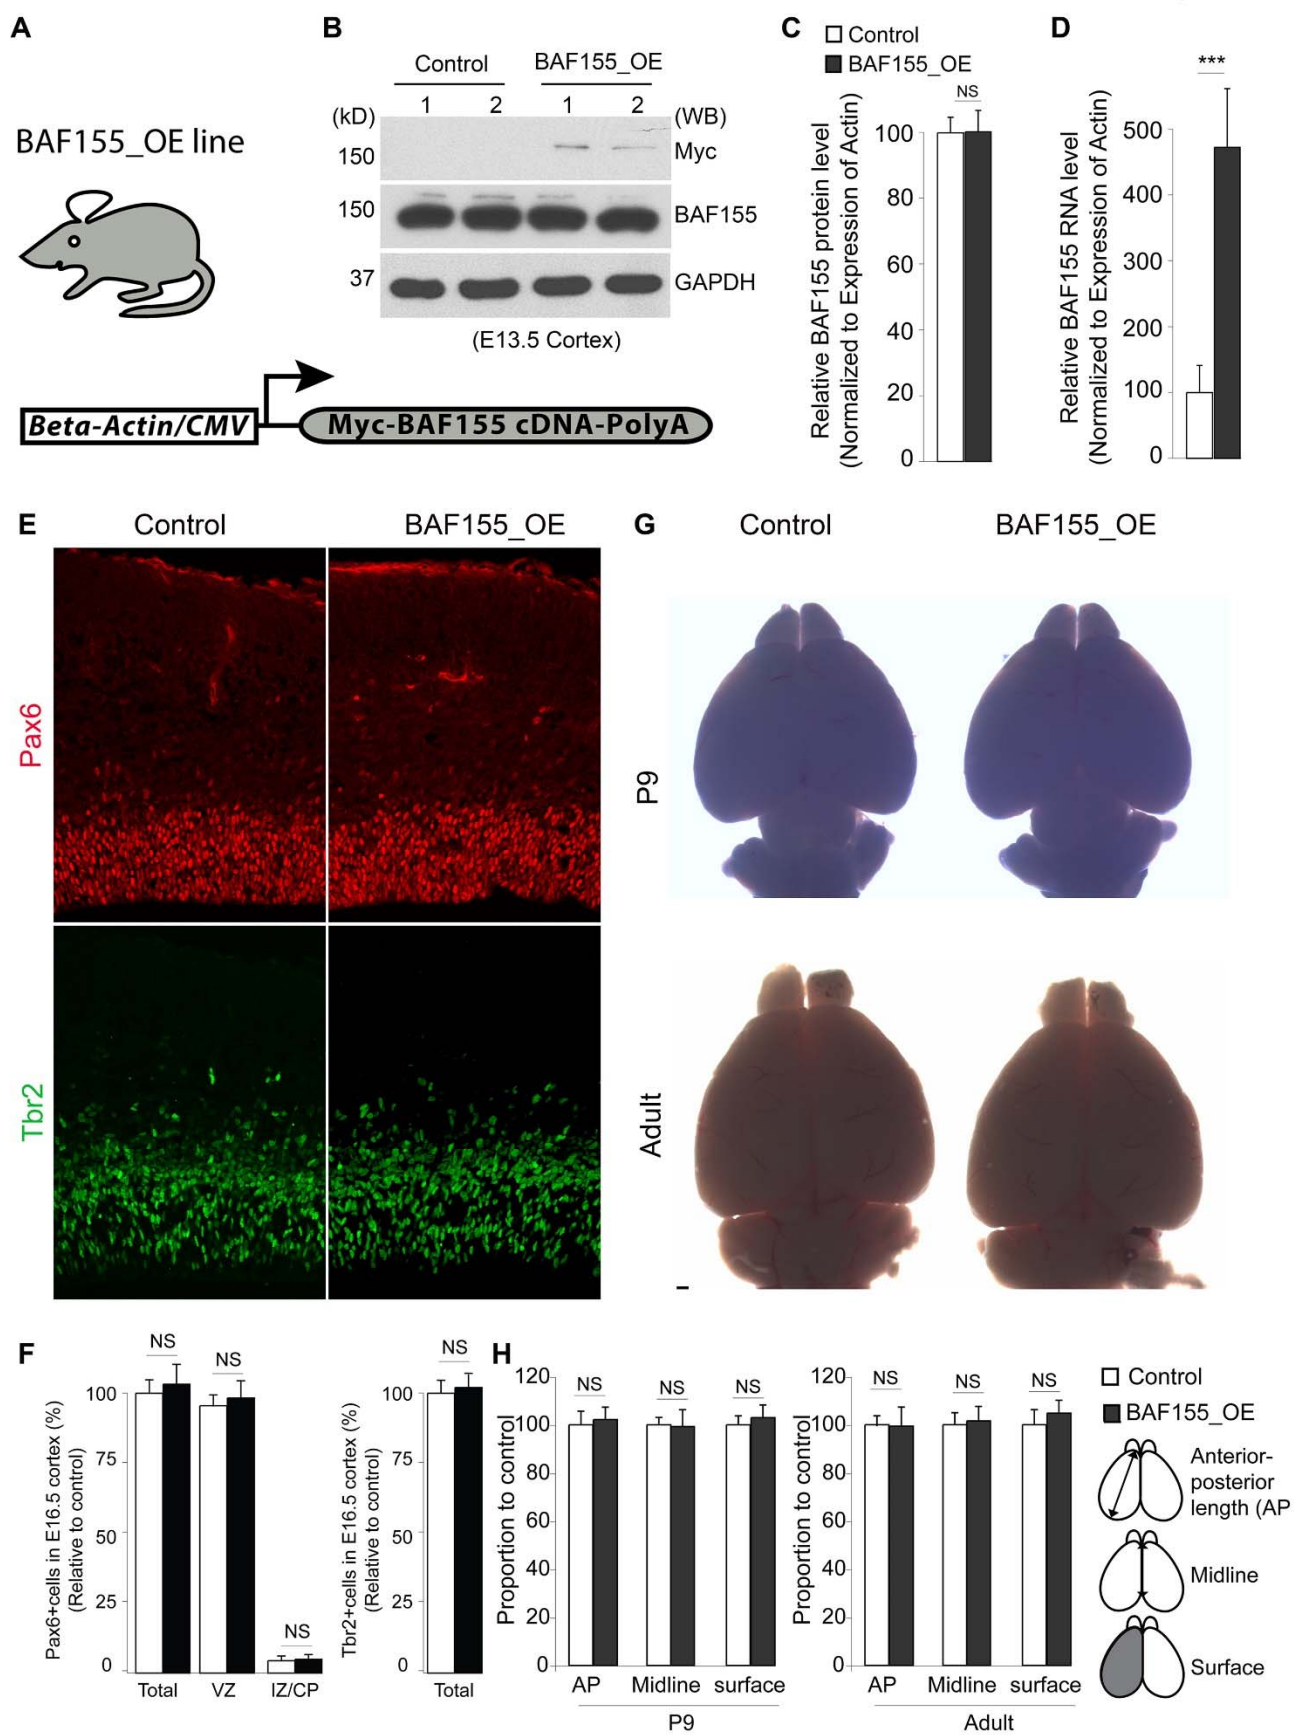 A
BAF155_OE line
Beta-Actin/CMV
Myc-BAF155 cDNA-PolyA
B
Control
BAF155_OE
1
2
1
2
(kD)
(WB)
150
Myc
150
BAF155
37
GAPDH
(E13.5 Cortex)
C
Control
BAF155_OE
NS
Relative BAF155 protein level
(Normalized to Expression of Actin)
100
80
60
40
20
0
D
***
Relative BAF155 RNA level
(Normalized to Expression of Actin)
500
400
300
200
100
0
E
Control
BAF155_OE
Pax6
Tbr2
G
Control
BAF155_OE
P9
Adult
F
Pax6+cells in E16.5 cortex (%)
(Relative to control)
100
75
50
25
0
NS
NS
NS
Total
VZ
IZ/CP
Tbr2+cells in E16.5 cortex (%)
(Relative to control)
100
75
50
25
0
NS
Total
H
Proportion to control
120
100
80
60
40
20
0
NS
NS
NS
AP
Midline
surface
P9
Proportion to control
120
100
80
60
40
20
0
NS
NS
NS
AP
Midline
surface
Adult
Control
BAF155_OE
Anterior-
posterior
length (AP
Midline
Surface